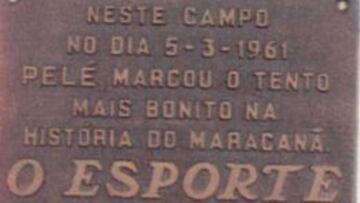 NESTE CAMPO
NO DIA 5-3-1961
PELÉ MARCOU O TENTO
MAIS BONITO NA
HISTÓRIA DO MARACANÃ.
O ESPORTE